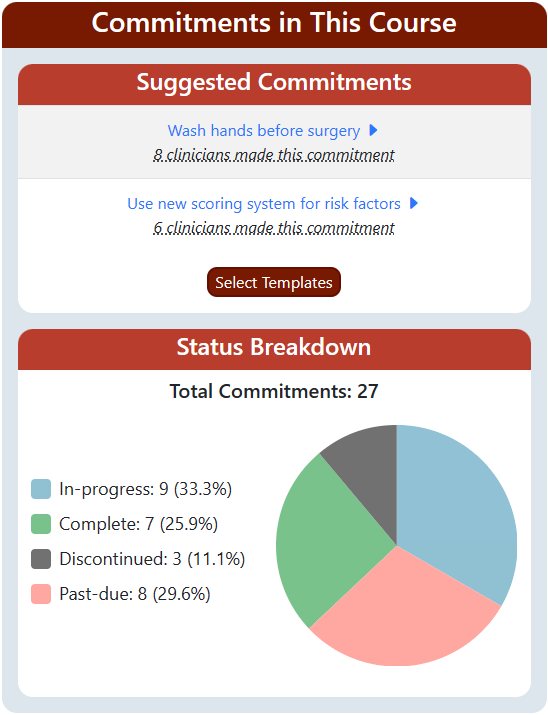 Commitments in This Course
Suggested Commitments
Wash hands before surgery
8 clinicians made this commitment
Use new scoring system for risk factors
6 clinicians made this commitment
Select Templates
Status Breakdown
Total Commitments: 27
In-progress: 9 (33.3%)
Complete: 7 (25.9%)
Discontinued: 3 (11.1%)
Past-due: 8 (29.6%)